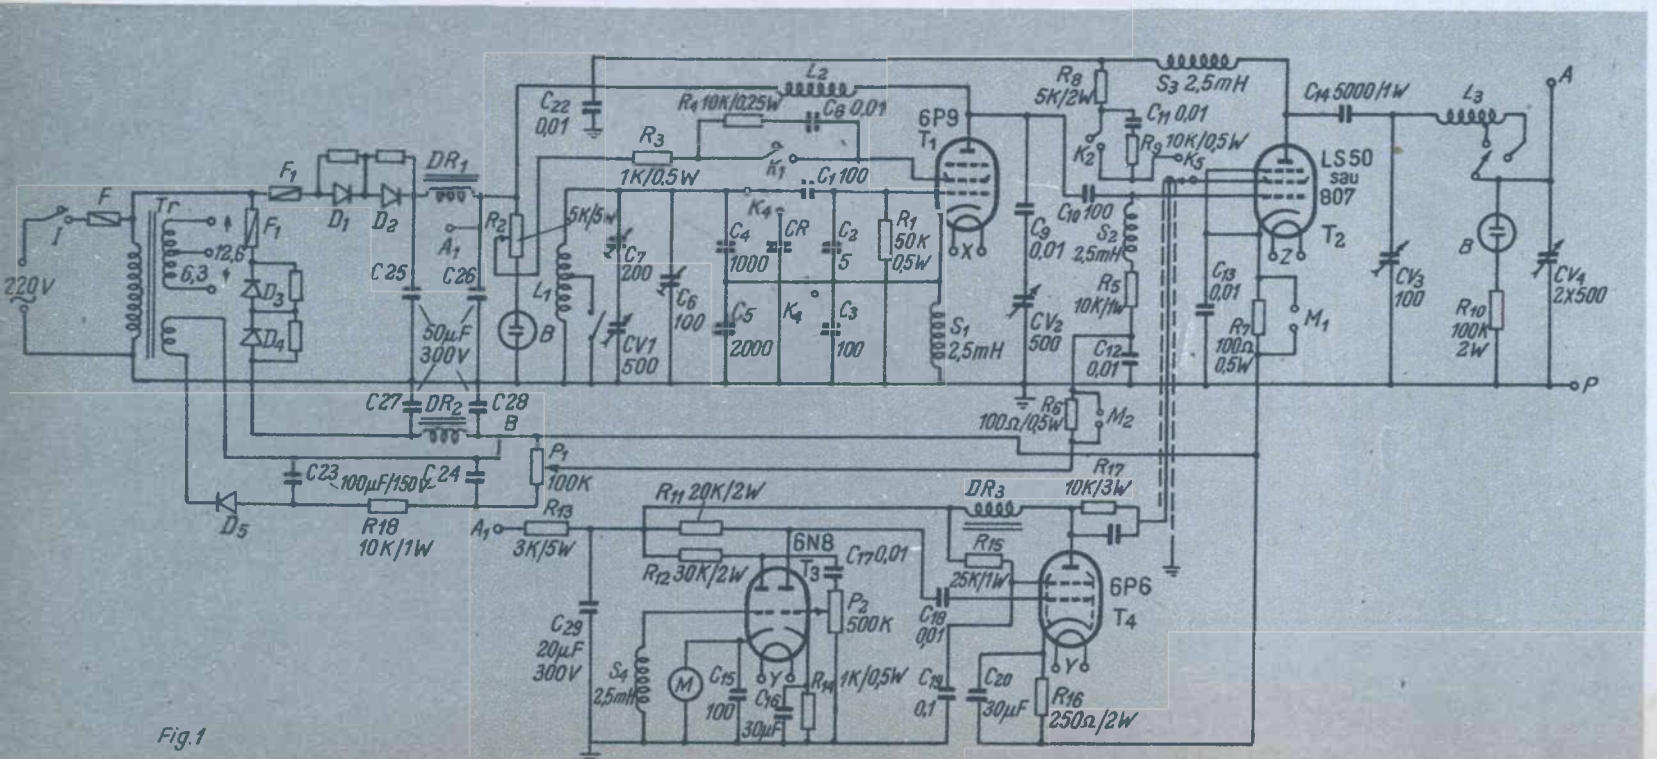 220V
I
F
Tr
12,6
6,3
F1
F1
D1
D2
D3
D4
DR1
A1
C25
C26
50µF
300V
C27
DR2
C28
B
C23
100µF/150V
C24
D5
R18
10K/1W
P1
100K
C22
0,01
L2
R4 10K/0,25W
C8 0,01
R3
1K/0,5W
K1
R2
5K/5W
B
L1
C7
200
CV1
500
C6
100
C4
1000
C5
2000
K4
CR
K4
C1 100
C2
5
C3
100
R1
50K
0,5W
6P9
T1
X
S1
2,5mH
C9
0,01
CV2
500
R8
5K/2W
K2
C11 0,01
R9 10K/0,5W
K5
C10 100
S2
2,5mH
R5
10K/1W
C12
0,01
R6
100Ω/0,5W
M2
S3 2,5mH
LS50
sau
807
T2
Z
C13
0,01
R7
100Ω
0,5W
M1
C14 5000/1W
L3
A
CV3
100
B
R10
100K
2W
CV4
2X500
P
A1
R13
3K/5W
R11 20K/2W
R12 30K/2W
C29
20µF
300V
6N8
T3
C17 0,01
P2
500K
S4
2,5mH
M
C15
100
Y
C16
30µF
R14
1K/0,5W
C18
0,01
C19
0,1
C20
30µF
DR3
R15
25K/1W
R17
10K/3W
6P6
T4
Y
R16
250Ω/2W
Fig.1